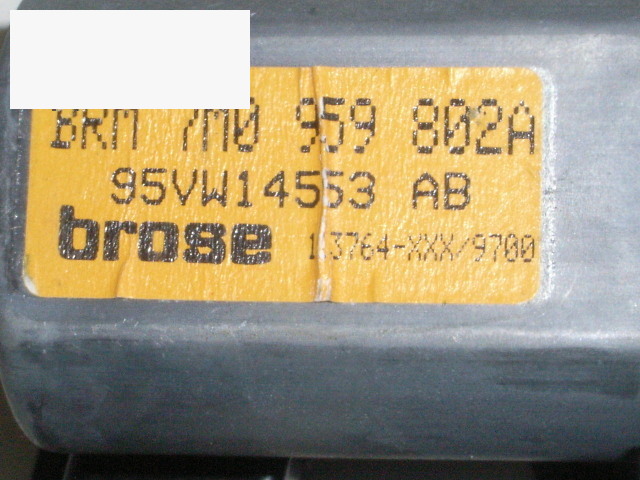 BRM 7M0 959 802A
95VW14553 AB
brose 13764-XXX/9700